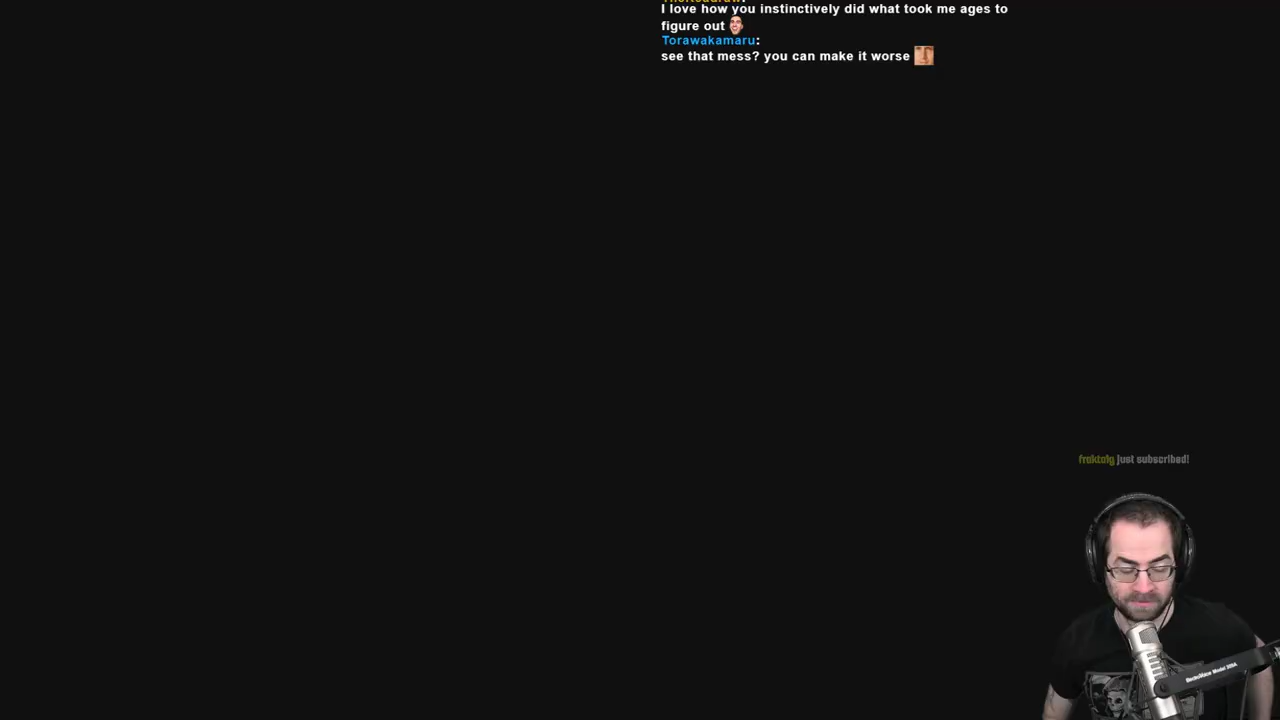 I love how you instinctively did what took me ages to
figure out
Torawakamaru:
see that mess? you can make it worse
fraktalg just subscribed!